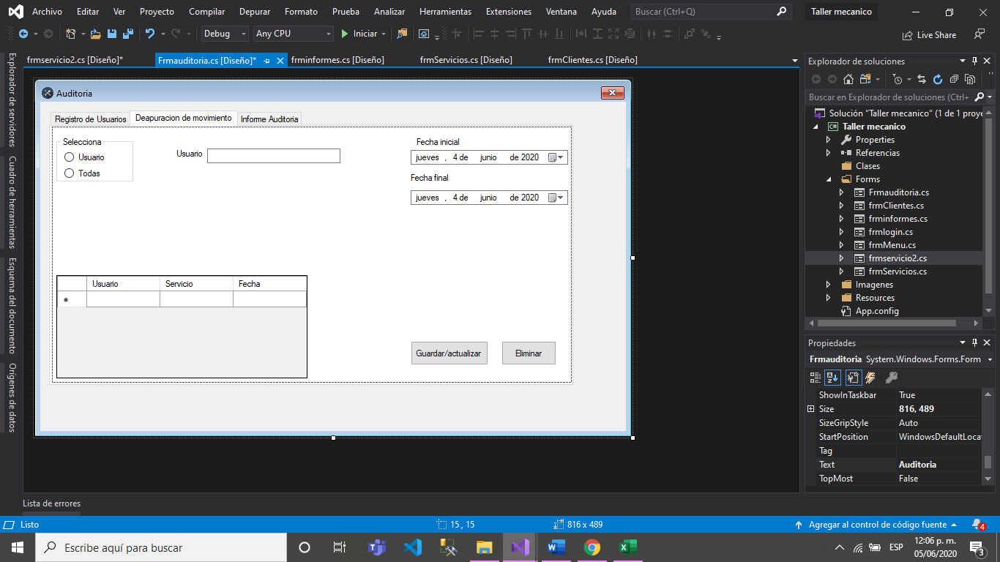 Archivo Editar Ver Proyecto Compilar Depurar Formato Prueba Analizar Herramientas Extensiones Ventana Ayuda Buscar (Ctrl+Q) Taller mecanico
Debug Any CPU Iniciar Live Share
frmservicio2.cs [Diseño]* Frmauditoria.cs [Diseño]* frminformes.cs [Diseño] frmServicios.cs [Diseño] frmClientes.cs [Diseño]
Explorador de servidores
Cuadro de herramientas
Esquema del documento
Orígenes de datos
Auditoria
Registro de Usuarios Deapuracion de movimiento Informe Auditoria
Selecciona
Usuario
Todas
Usuario
Fecha inicial
jueves , 4 de junio de 2020
Fecha final
jueves , 4 de junio de 2020
Usuario Servicio Fecha
Guardar/actualizar Eliminar
Explorador de soluciones
Buscar en Explorador de soluciones (Ctrl+
Solución "Taller mecanico" (1 de 1 proye
Taller mecanico
Properties
Referencias
Clases
Forms
Frmauditoria.cs
frmClientes.cs
frminformes.cs
frmlogin.cs
frmMenu.cs
frmservicio2.cs
frmServicios.cs
Imagenes
Resources
App.config
Propiedades
Frmauditoria System.Windows.Forms.Form
ShowInTaskbar True
Size 816, 489
SizeGripStyle Auto
StartPosition WindowsDefaultLoca
Tag
Text Auditoria
TopMost False
Lista de errores
Listo 15 , 15 816 x 489 Agregar al control de código fuente 4
Escribe aquí para buscar
ESP
12:06 p. m.
05/06/2020
3